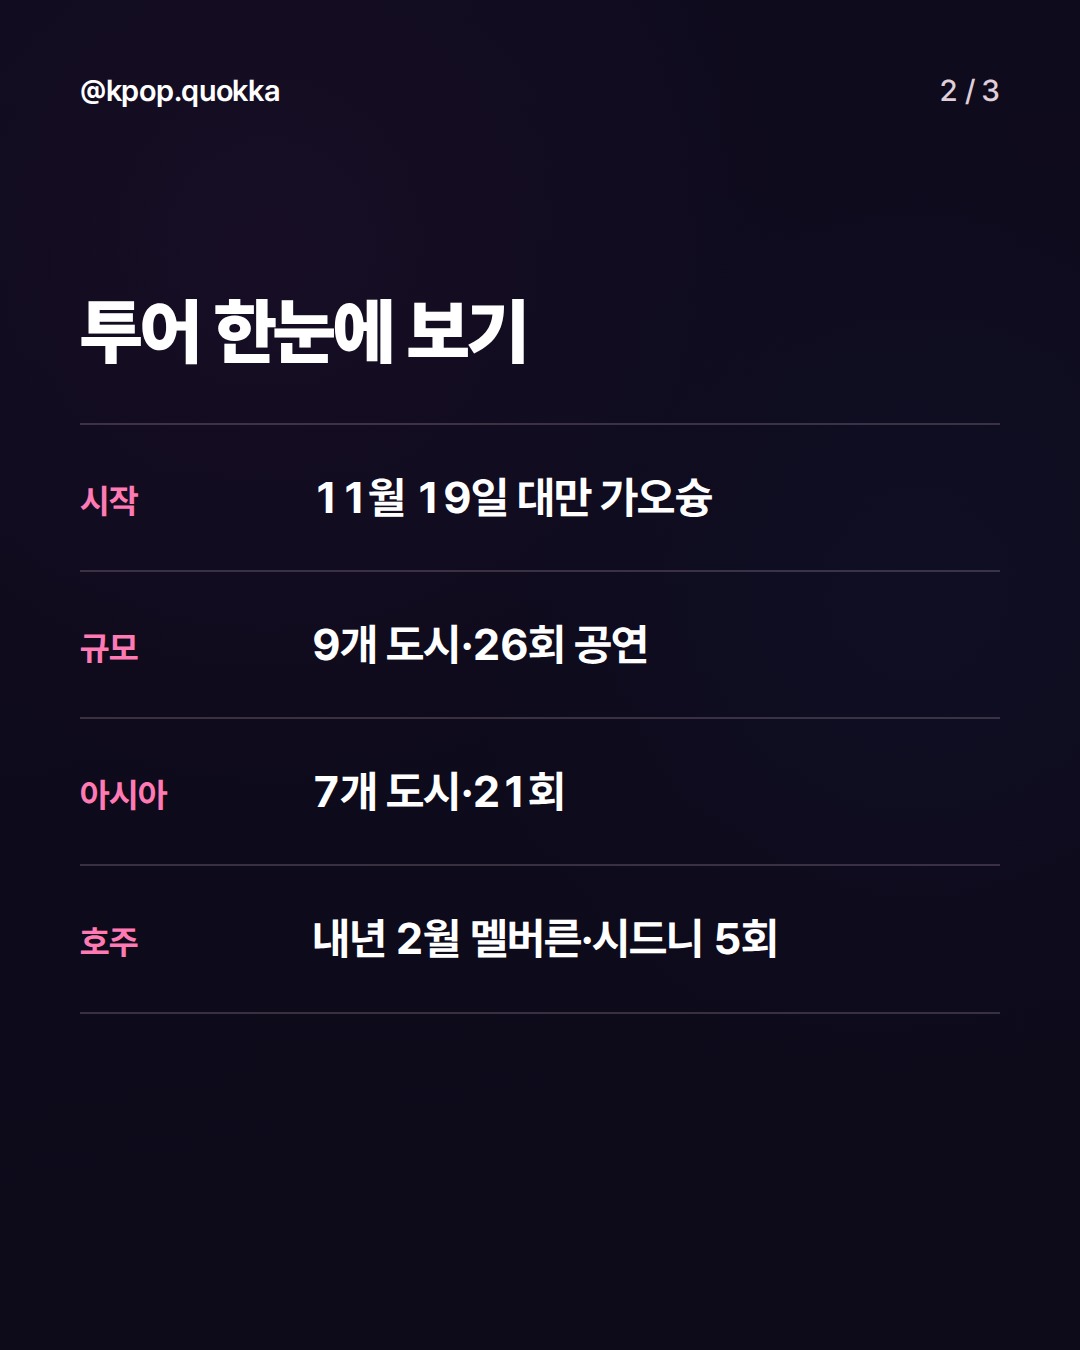 @kpop.quokka
2 / 3
투어 한눈에 보기
시작
11월 19일 대만 가오슝
규모
9개 도시·26회 공연
아시아
7개 도시·21회
호주
내년 2월 멜버른·시드니 5회